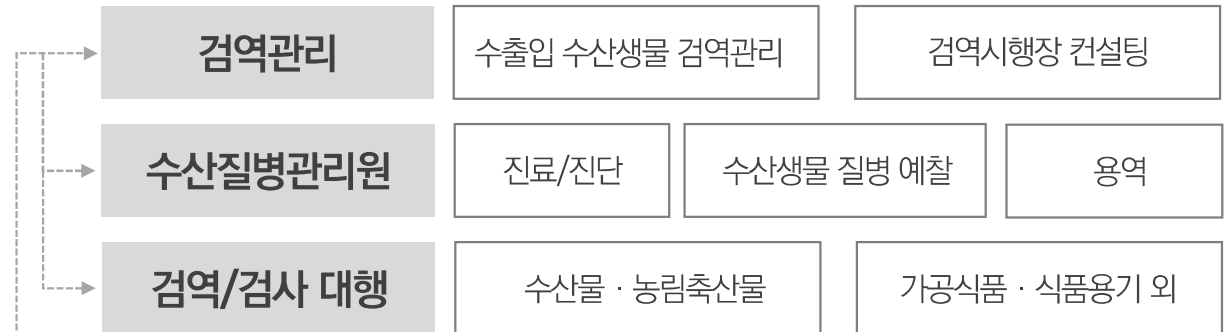 검역관리
수출입 수산생물 검역관리
검역시행장 컨설팅
수산질병관리원
진료/진단
수산생물 질병 예찰
용역
검역/검사 대행
수산물 · 농림축산물
가공식품 · 식품용기 외